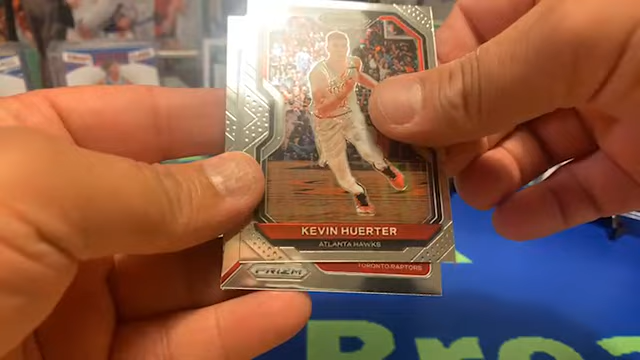 KEVIN HUERTER
ATLANTA HAWKS
PRIZM
TORONTO RAPTORS